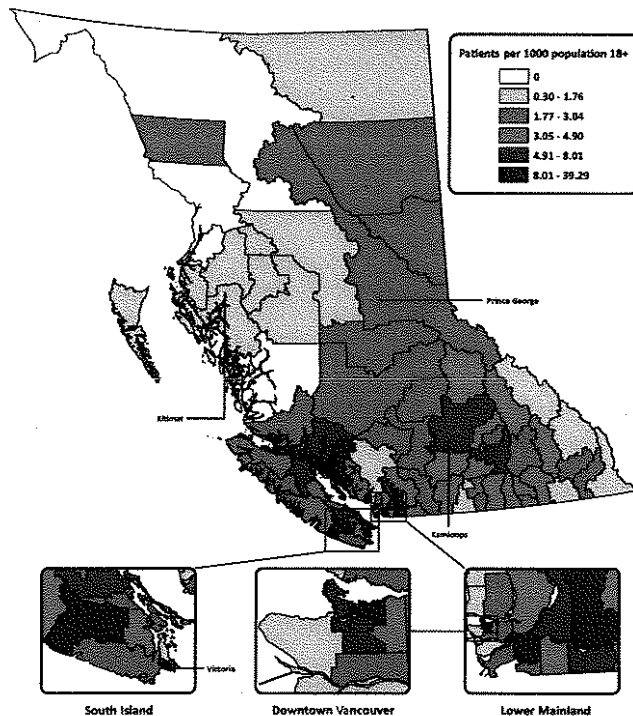 Patients per 1000 population 18+
0
0.30 - 1.76
1.77 - 3.04
3.05 - 4.90
4.91 - 8.01
8.01 - 39.29
Prince George
Kitimat
Kamloops
Victoria
South Island
Downtown Vancouver
Lower Mainland